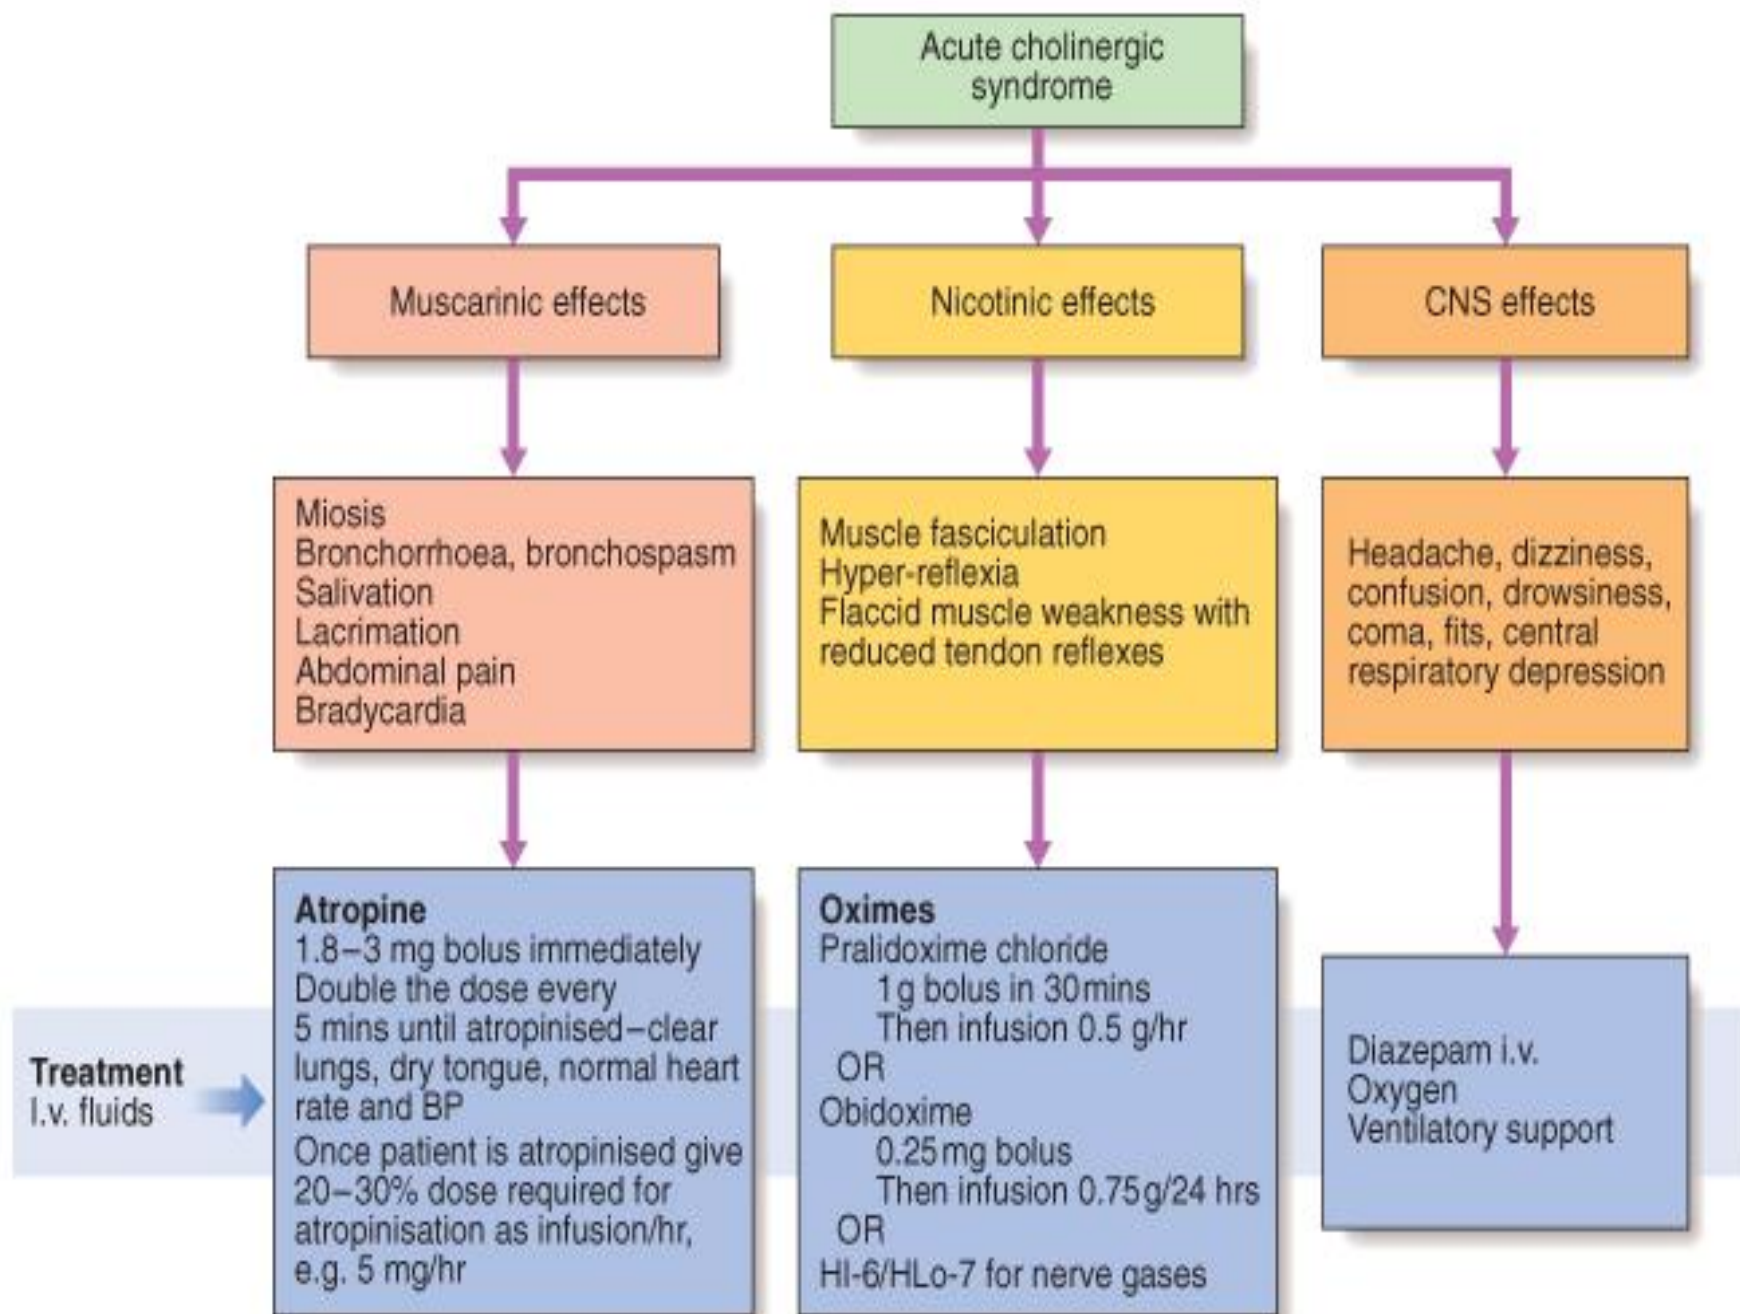 Acute cholinergic
syndrome
Muscarinic effects
Nicotinic effects
CNS effects
Miosis
Bronchorrhoea, bronchospasm
Salivation
Lacrimation
Abdominal pain
Bradycardia
Muscle fasciculation
Hyper-reflexia
Flaccid muscle weakness with
reduced tendon reflexes
Headache, dizziness,
confusion, drowsiness,
coma, fits, central
respiratory depression
Treatment
I.v. fluids
Atropine
1.8–3 mg bolus immediately
Double the dose every
5 mins until atropinised–clear
lungs, dry tongue, normal heart
rate and BP
Once patient is atropinised give
20–30% dose required for
atropinisation as infusion/hr,
e.g. 5 mg/hr
Oximes
Pralidoxime chloride
1 g bolus in 30 mins
Then infusion 0.5 g/hr
OR
Obidoxime
0.25 mg bolus
Then infusion 0.75 g/24 hrs
OR
HI-6/HLo-7 for nerve gases
Diazepam i.v.
Oxygen
Ventilatory support